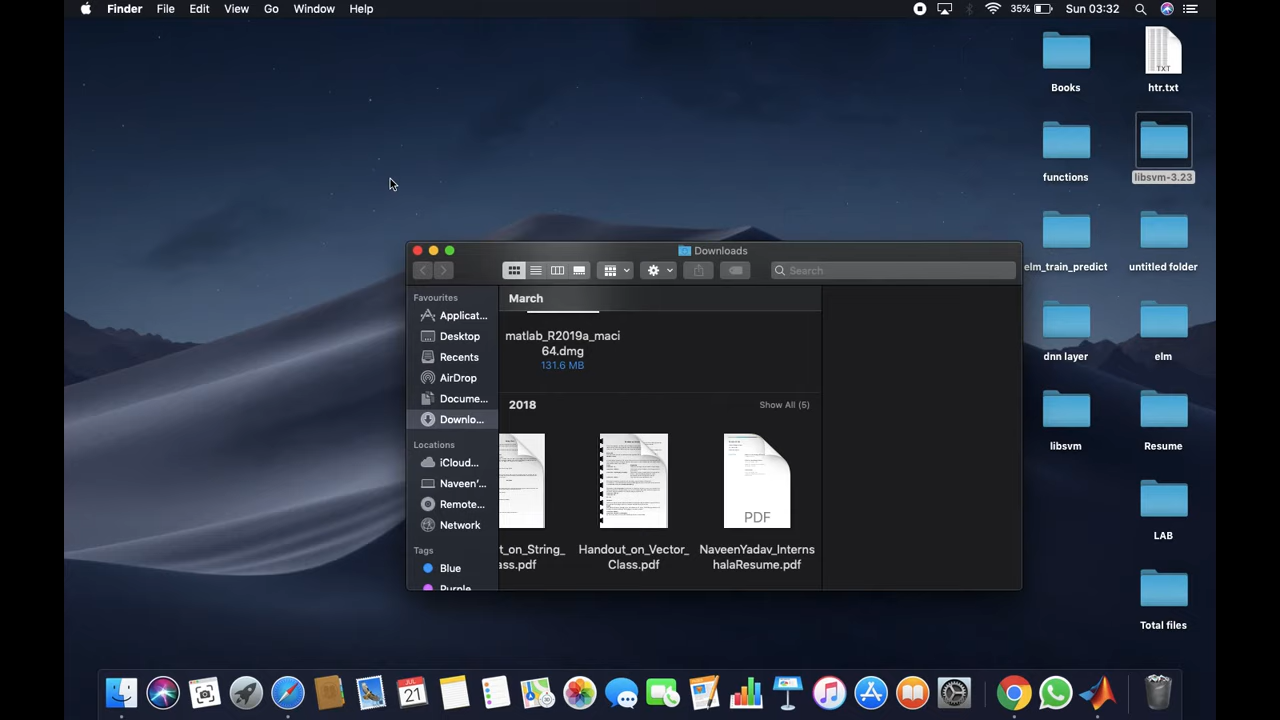 Finder File Edit View Go Window Help 35% Sun 03:32
Books
TXT
htr.txt
functions
libsvm-3.23
elm_train_predict
untitled folder
dnn layer
elm
libsvm
Resume
LAB
Total files
Downloads
Search
Favourites
Applicat...
Desktop
Recents
AirDrop
Docume...
Downlo...
Locations
iCloud...
Naveen'...
Remote...
Network
Tags
Blue
Purple
March
matlab_R2019a_maci
64.dmg
131.6 MB
2018 Show All (5)
PDF
t_on_String_
ass.pdf
Handout_on_Vector_
Class.pdf
NaveenYadav_Interns
halaResume.pdf
JUL
21